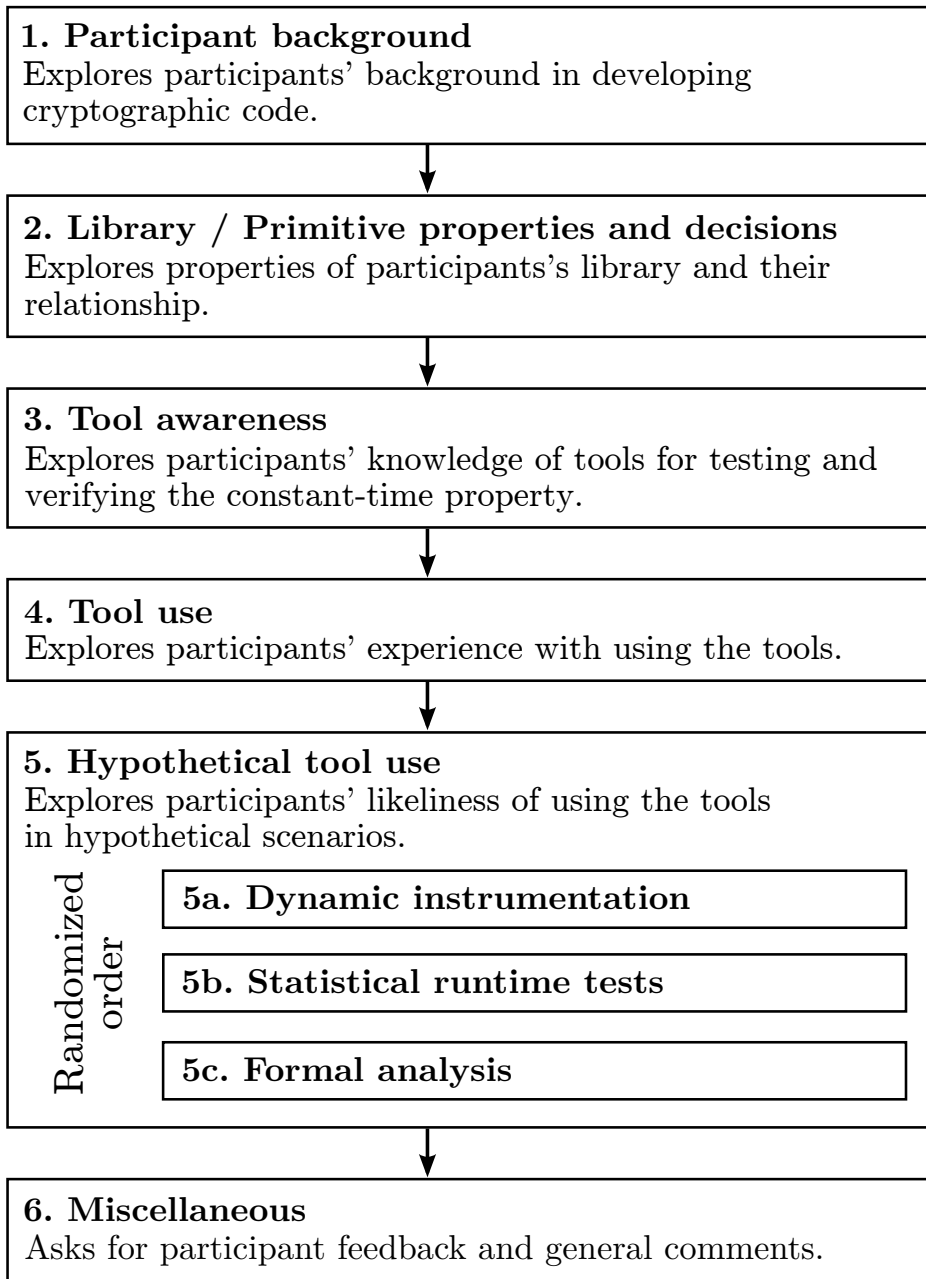 1. Participant background
Explores participants’ background in developing
cryptographic code.
2. Library / Primitive properties and decisions
Explores properties of participants’s library and their
relationship.
3. Tool awareness
Explores participants’ knowledge of tools for testing and
verifying the constant-time property.
4. Tool use
Explores participants’ experience with using the tools.
5. Hypothetical tool use
Explores participants’ likeliness of using the tools
in hypothetical scenarios.
Randomized
order
5a. Dynamic instrumentation
5b. Statistical runtime tests
5c. Formal analysis
6. Miscellaneous
Asks for participant feedback and general comments.